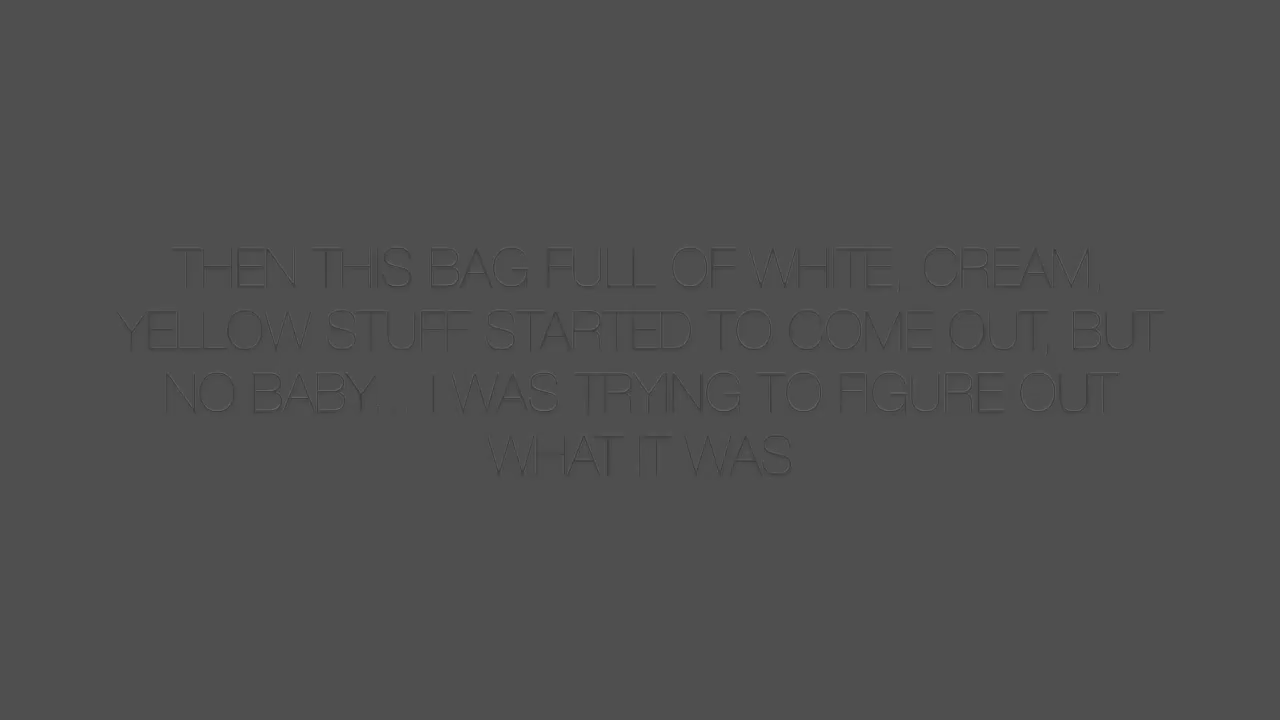 THEN THIS BAG FULL OF WHITE, CREAM,
YELLOW STUFF STARTED TO COME OUT, BUT
NO BABY... I WAS TRYING TO FIGURE OUT
WHAT IT WAS